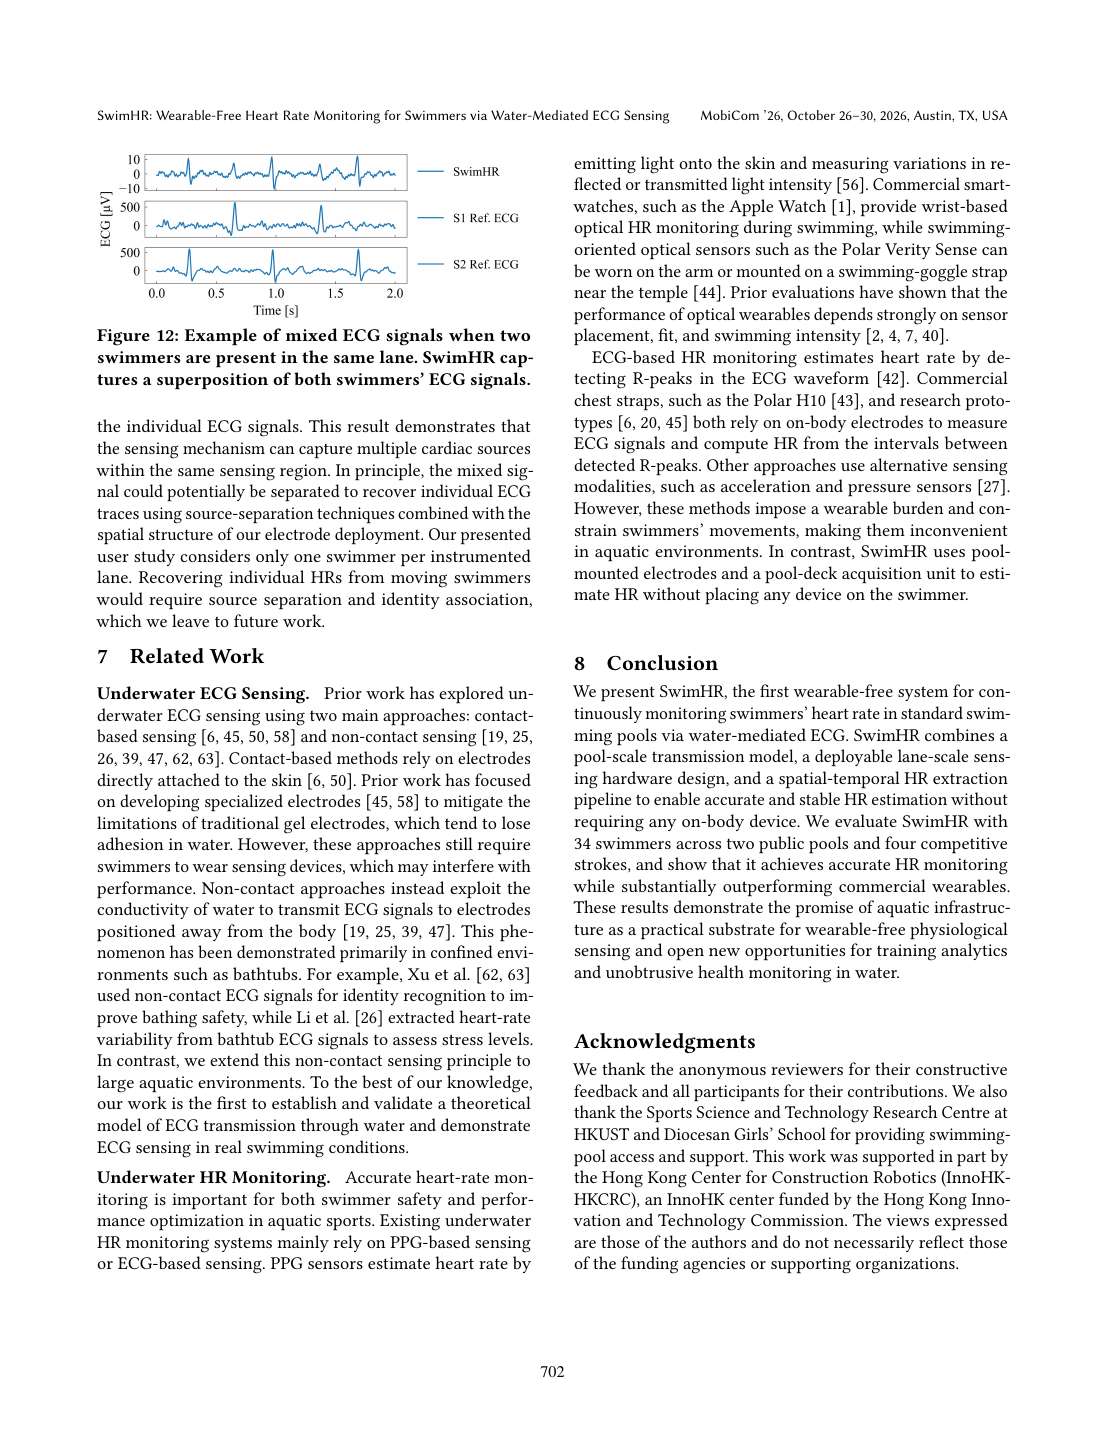 SwimHR: Wearable-Free Heart Rate Monitoring for Swimmers via Water-Mediated ECG Sensing MobiCom '26, October 26–30, 2026, Austin, TX, USA
10
0
−10
SwimHR
ECG [μV]
500
0
S1 Ref. ECG
500
0
S2 Ref. ECG
0.0 0.5 1.0 1.5 2.0
Time [s]
Figure 12: Example of mixed ECG signals when two
swimmers are present in the same lane. SwimHR cap-
tures a superposition of both swimmers' ECG signals.
the individual ECG signals. This result demonstrates that
the sensing mechanism can capture multiple cardiac sources
within the same sensing region. In principle, the mixed sig-
nal could potentially be separated to recover individual ECG
traces using source-separation techniques combined with the
spatial structure of our electrode deployment. Our presented
user study considers only one swimmer per instrumented
lane. Recovering individual HRs from moving swimmers
would require source separation and identity association,
which we leave to future work.
7 Related Work
Underwater ECG Sensing. Prior work has explored un-
derwater ECG sensing using two main approaches: contact-
based sensing [6, 45, 50, 58] and non-contact sensing [19, 25,
26, 39, 47, 62, 63]. Contact-based methods rely on electrodes
directly attached to the skin [6, 50]. Prior work has focused
on developing specialized electrodes [45, 58] to mitigate the
limitations of traditional gel electrodes, which tend to lose
adhesion in water. However, these approaches still require
swimmers to wear sensing devices, which may interfere with
performance. Non-contact approaches instead exploit the
conductivity of water to transmit ECG signals to electrodes
positioned away from the body [19, 25, 39, 47]. This phe-
nomenon has been demonstrated primarily in confined envi-
ronments such as bathtubs. For example, Xu et al. [62, 63]
used non-contact ECG signals for identity recognition to im-
prove bathing safety, while Li et al. [26] extracted heart-rate
variability from bathtub ECG signals to assess stress levels.
In contrast, we extend this non-contact sensing principle to
large aquatic environments. To the best of our knowledge,
our work is the first to establish and validate a theoretical
model of ECG transmission through water and demonstrate
ECG sensing in real swimming conditions.
Underwater HR Monitoring. Accurate heart-rate mon-
itoring is important for both swimmer safety and perfor-
mance optimization in aquatic sports. Existing underwater
HR monitoring systems mainly rely on PPG-based sensing
or ECG-based sensing. PPG sensors estimate heart rate by
emitting light onto the skin and measuring variations in re-
flected or transmitted light intensity [56]. Commercial smart-
watches, such as the Apple Watch [1], provide wrist-based
optical HR monitoring during swimming, while swimming-
oriented optical sensors such as the Polar Verity Sense can
be worn on the arm or mounted on a swimming-goggle strap
near the temple [44]. Prior evaluations have shown that the
performance of optical wearables depends strongly on sensor
placement, fit, and swimming intensity [2, 4, 7, 40].
ECG-based HR monitoring estimates heart rate by de-
tecting R-peaks in the ECG waveform [42]. Commercial
chest straps, such as the Polar H10 [43], and research proto-
types [6, 20, 45] both rely on on-body electrodes to measure
ECG signals and compute HR from the intervals between
detected R-peaks. Other approaches use alternative sensing
modalities, such as acceleration and pressure sensors [27].
However, these methods impose a wearable burden and con-
strain swimmers' movements, making them inconvenient
in aquatic environments. In contrast, SwimHR uses pool-
mounted electrodes and a pool-deck acquisition unit to esti-
mate HR without placing any device on the swimmer.
8 Conclusion
We present SwimHR, the first wearable-free system for con-
tinuously monitoring swimmers' heart rate in standard swim-
ming pools via water-mediated ECG. SwimHR combines a
pool-scale transmission model, a deployable lane-scale sens-
ing hardware design, and a spatial-temporal HR extraction
pipeline to enable accurate and stable HR estimation without
requiring any on-body device. We evaluate SwimHR with
34 swimmers across two public pools and four competitive
strokes, and show that it achieves accurate HR monitoring
while substantially outperforming commercial wearables.
These results demonstrate the promise of aquatic infrastruc-
ture as a practical substrate for wearable-free physiological
sensing and open new opportunities for training analytics
and unobtrusive health monitoring in water.
Acknowledgments
We thank the anonymous reviewers for their constructive
feedback and all participants for their contributions. We also
thank the Sports Science and Technology Research Centre at
HKUST and Diocesan Girls' School for providing swimming-
pool access and support. This work was supported in part by
the Hong Kong Center for Construction Robotics (InnoHK-
HKCRC), an InnoHK center funded by the Hong Kong Inno-
vation and Technology Commission. The views expressed
are those of the authors and do not necessarily reflect those
of the funding agencies or supporting organizations.
702